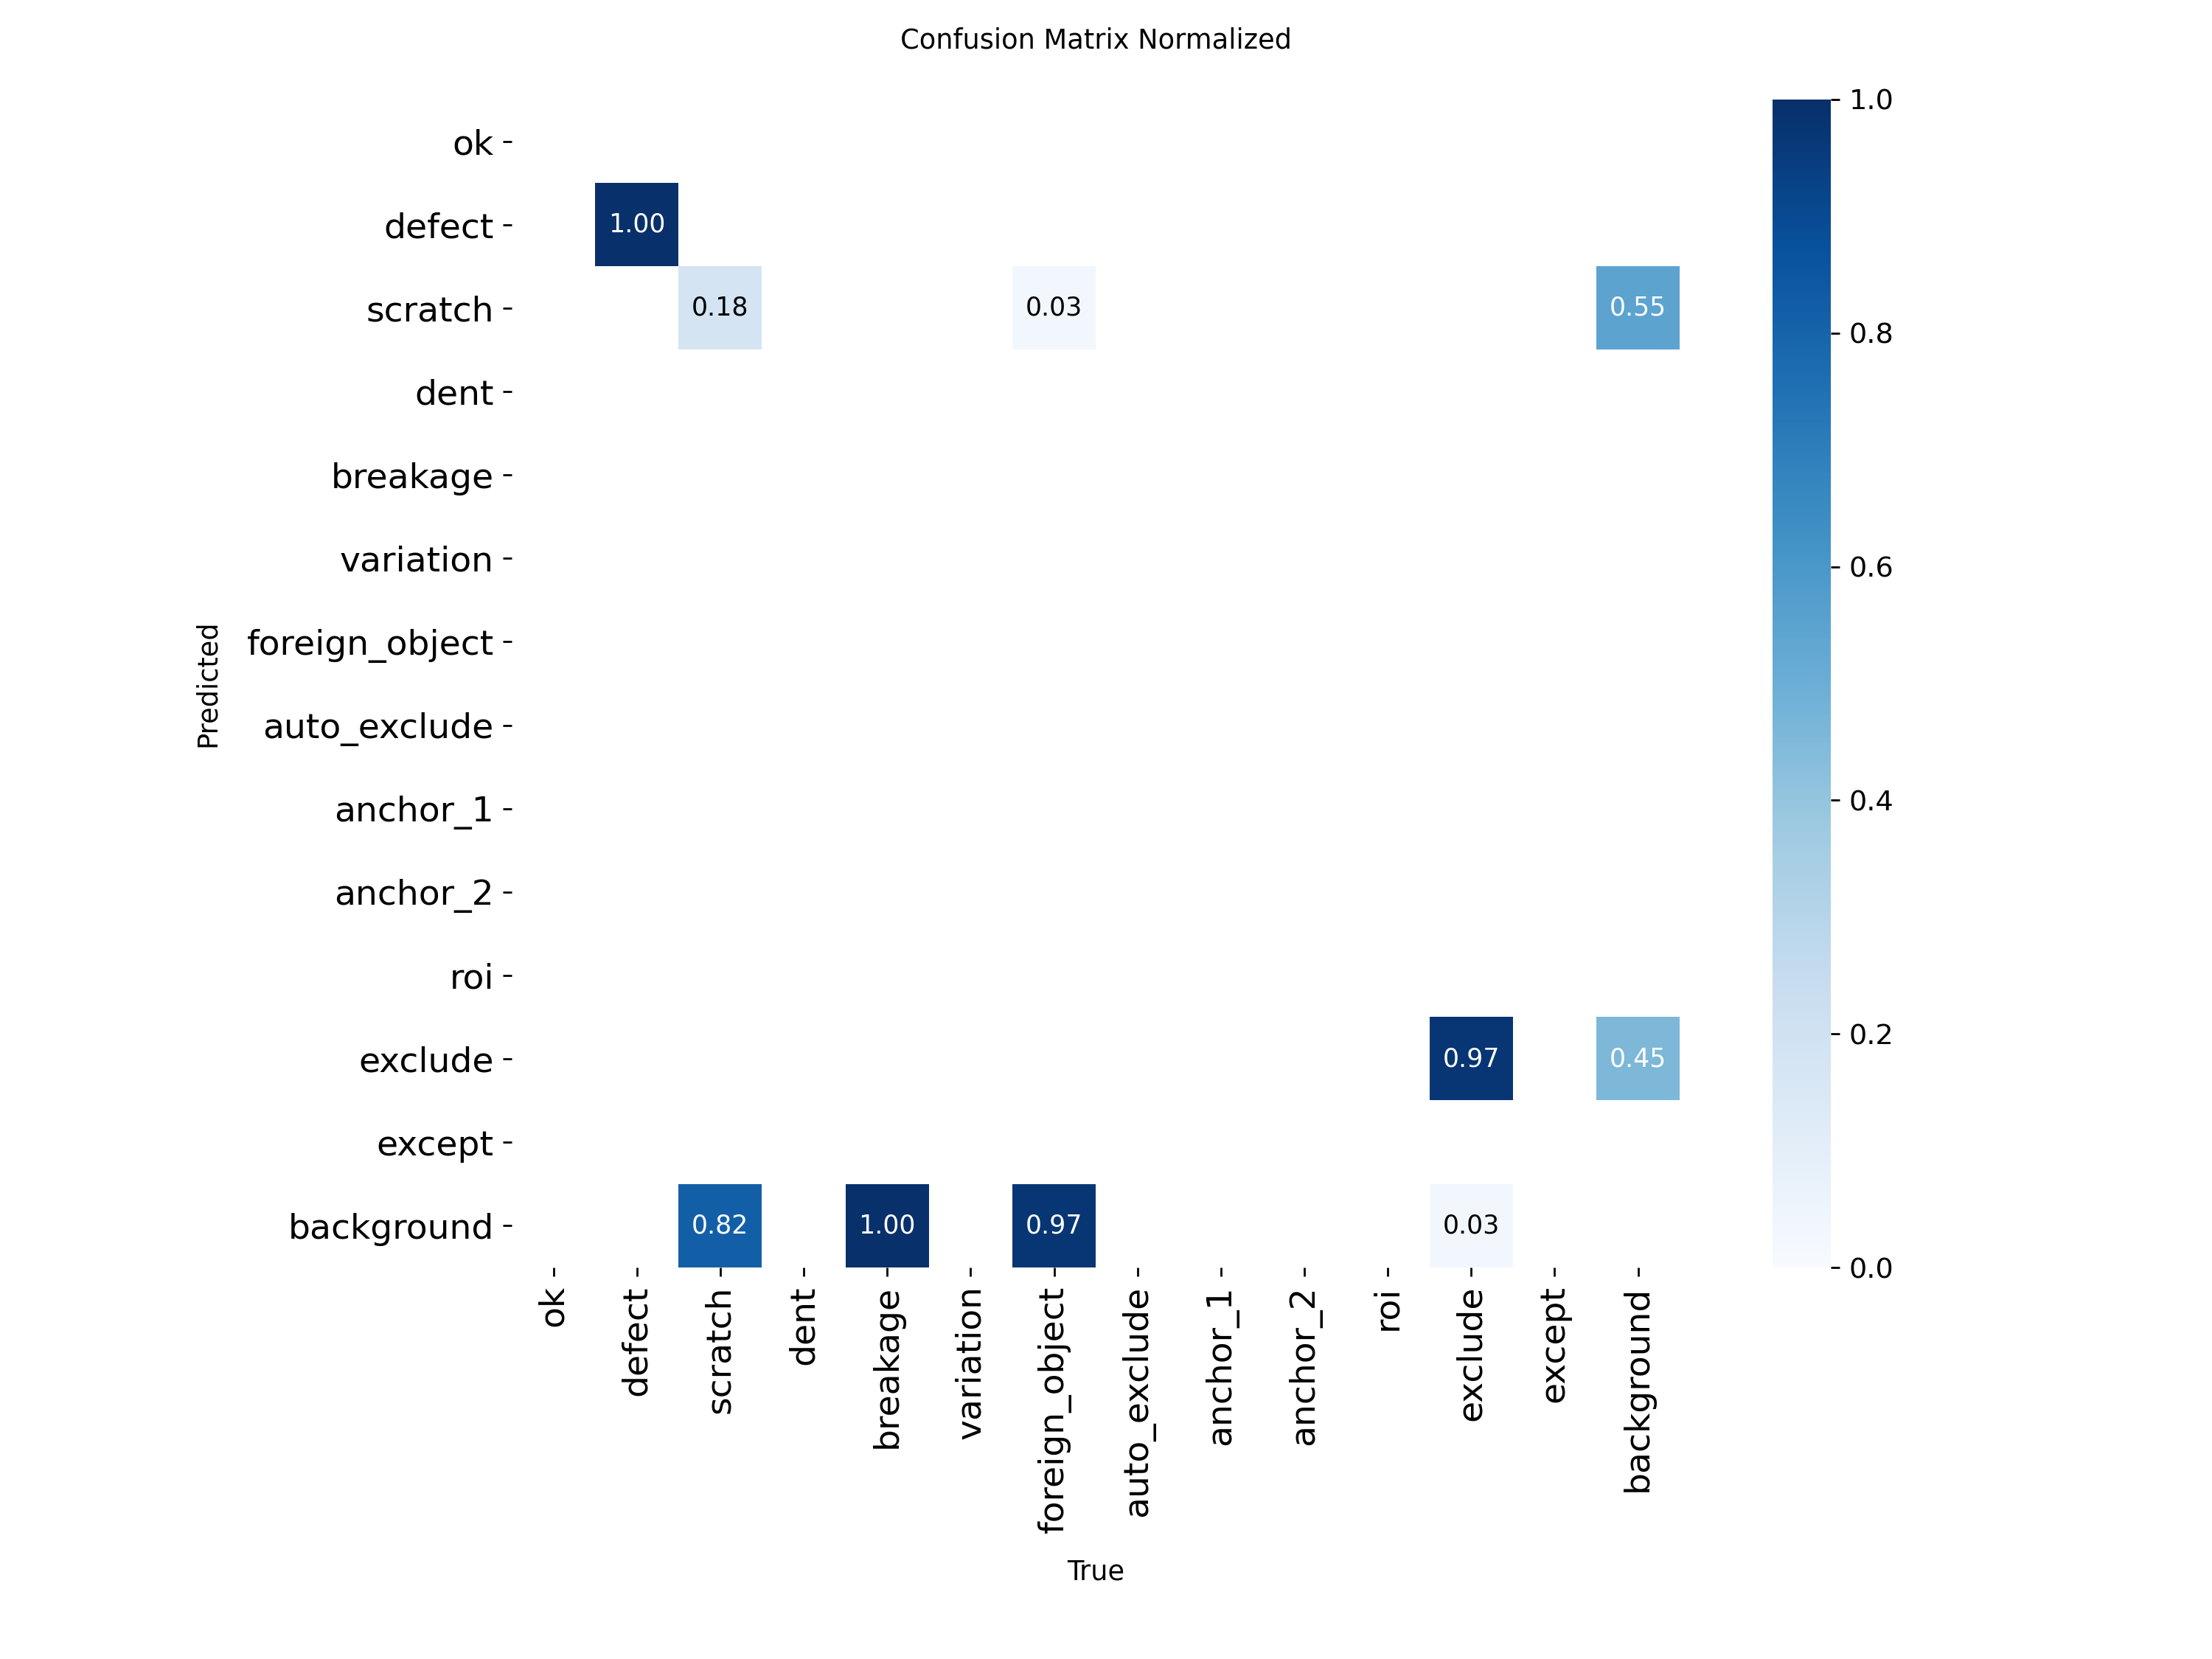 Confusion Matrix Normalized
ok
defect
1.00
scratch
0.18
0.03
0.55
dent
breakage
variation
foreign_object
auto_exclude
anchor_1
anchor_2
roi
exclude
0.97
0.45
except
background
0.82
1.00
0.97
0.03
Predicted
ok
defect
scratch
dent
breakage
variation
foreign_object
auto_exclude
anchor_1
anchor_2
roi
exclude
except
background
True
1.0
0.8
0.6
0.4
0.2
0.0